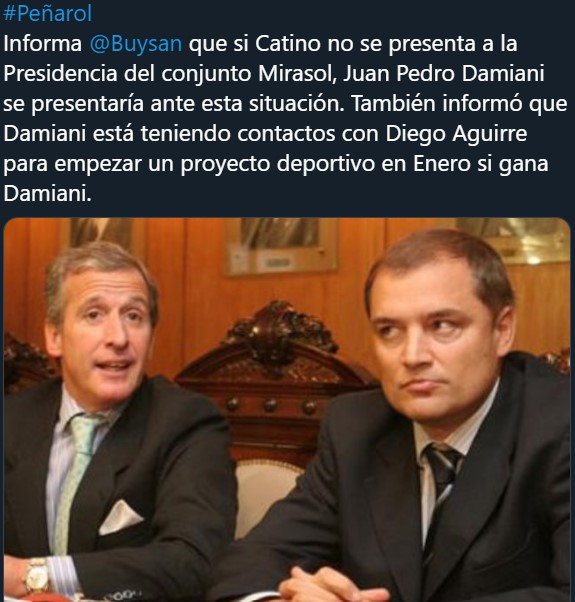 #Peñarol
Informa @Buysan que si Catino no se presenta a la
Presidencia del conjunto Mirasol, Juan Pedro Damiani
se presentaría ante esta situación. También informó que
Damiani está teniendo contactos con Diego Aguirre
para empezar un proyecto deportivo en Enero si gana
Damiani.